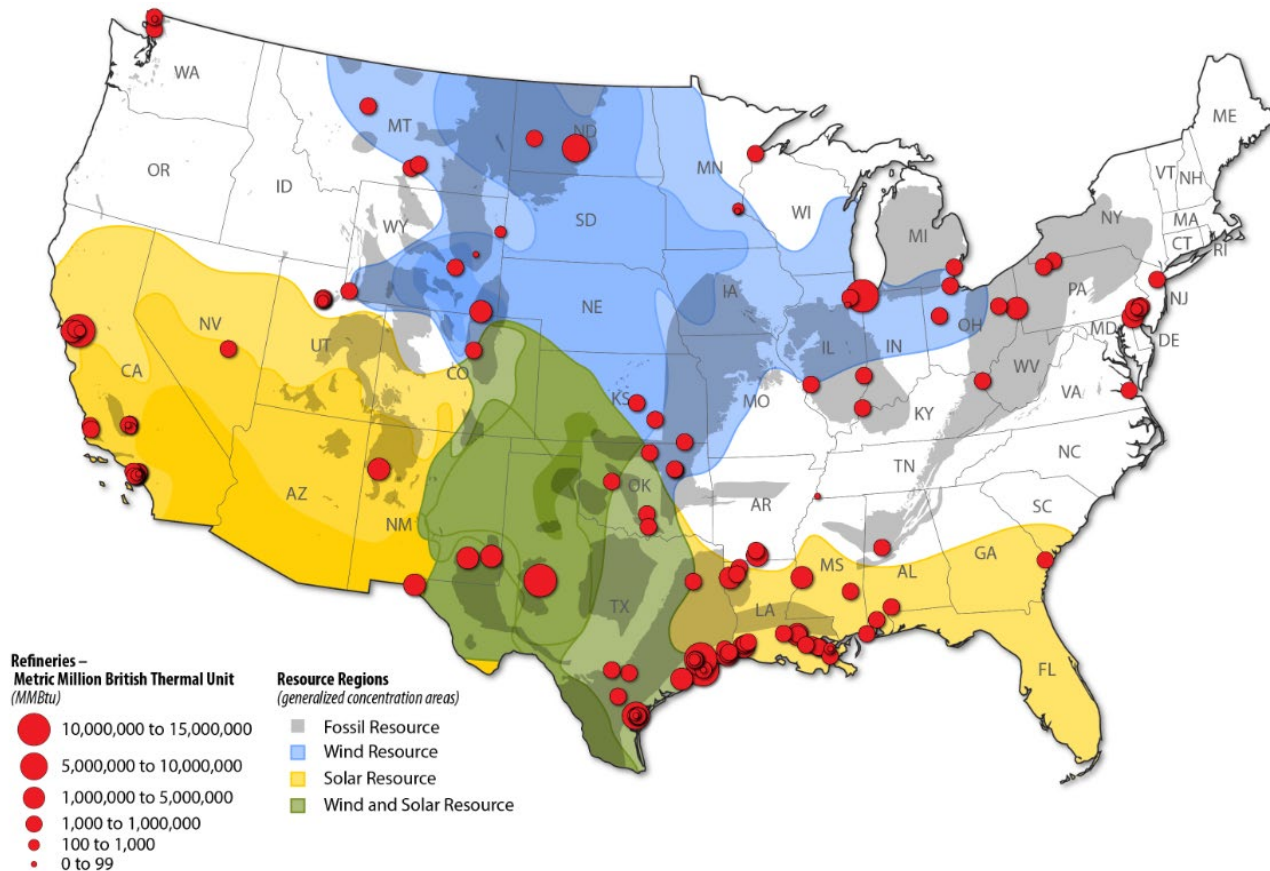 WA
MT
ND
MN
ME
VT
NH
OR
ID
WY
SD
WI
MI
NY
MA
CT
RI
NV
UT
NE
IA
PA
NJ
CA
CO
IL
IN
OH
MD
DE
WV
KS
MO
KY
VA
AZ
NM
OK
AR
TN
NC
SC
TX
LA
MS
AL
GA
FL
Refineries –
Metric Million British Thermal Unit
(MMBtu)
10,000,000 to 15,000,000
5,000,000 to 10,000,000
1,000,000 to 5,000,000
1,000 to 1,000,000
100 to 1,000
0 to 99
Resource Regions
(generalized concentration areas)
Fossil Resource
Wind Resource
Solar Resource
Wind and Solar Resource